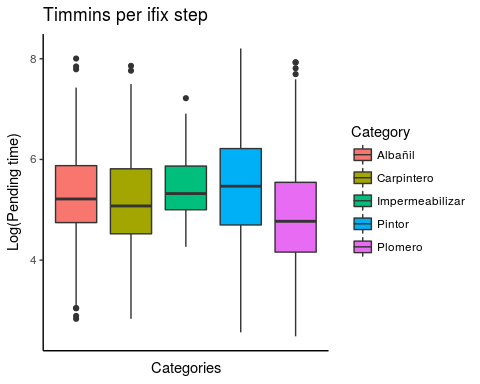 Timmins per ifix step
Log(Pending time)
8
6
4
Categories
Category
Albañil
Carpintero
Impermeabilizar
Pintor
Plomero